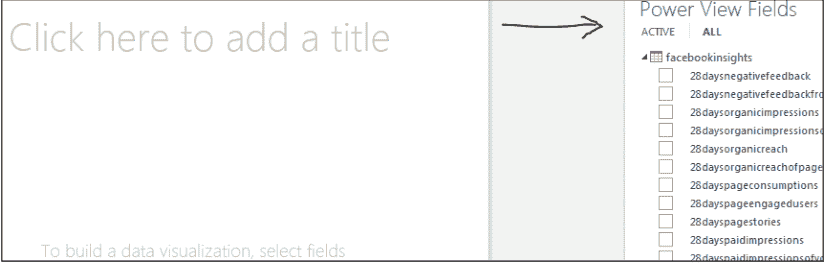 Click here to add a title
To build a data visualization, select fields
Power View Fields
ACTIVE ALL
facebookinsights
28daysnegativefeedback
28daysnegativefeedbackfro
28daysorganicimpressions
28daysorganicimpressionso
28daysorganicreach
28daysorganicreachofpage
28dayspageconsumptions
28dayspageengagedusers
28dayspagestories
28dayspaidimpressions
28dayspaidimpressionsofyo